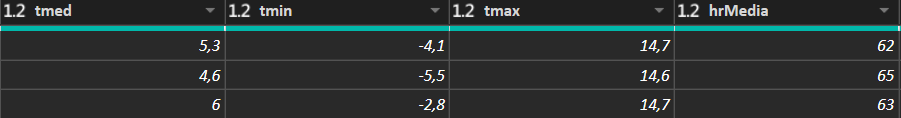 1.2 tmed 1.2 tmin 1.2 tmax 1.2 hrMedia
5,3 -4,1 14,7 62
4,6 -5,5 14,6 65
6 -2,8 14,7 63